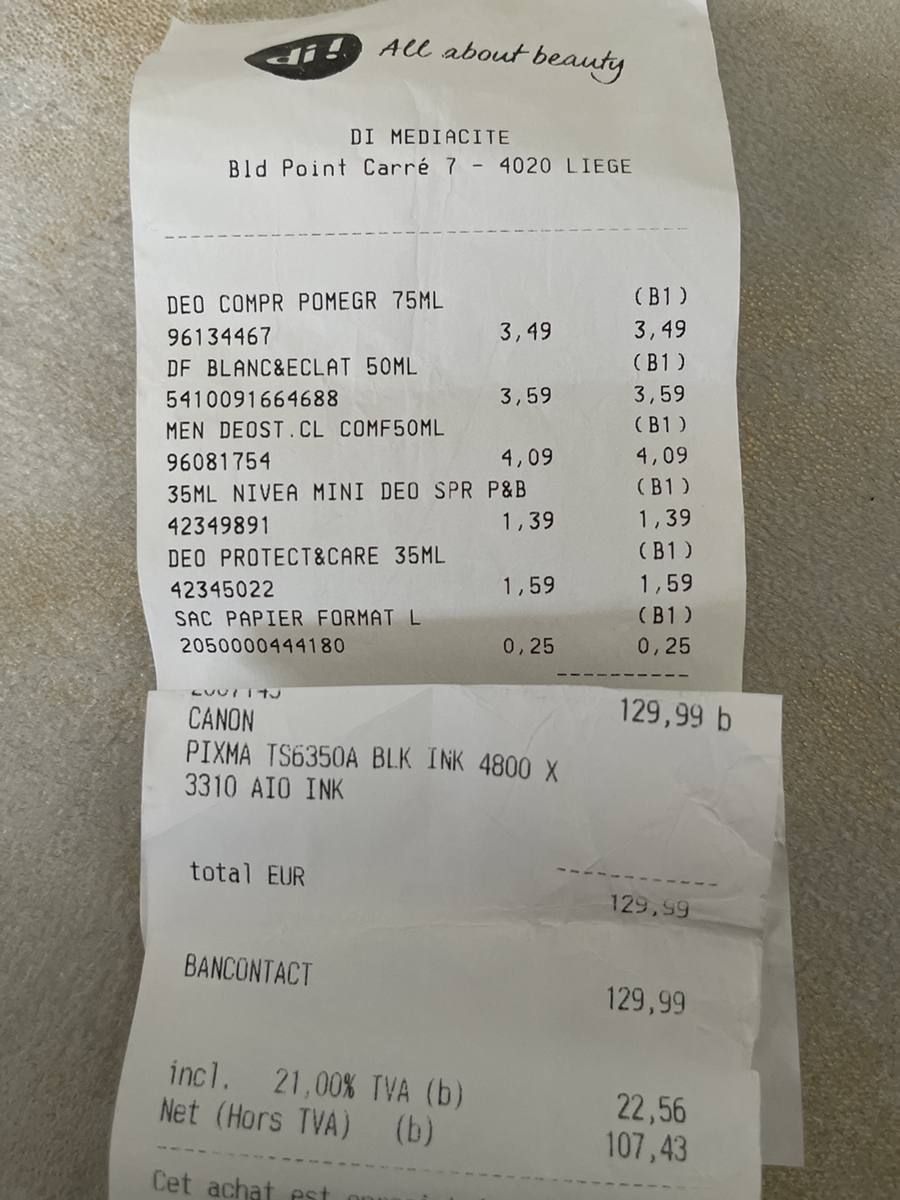 di! All about beauty
DI MEDIACITE
Bld Point Carré 7 - 4020 LIEGE
DEO COMPR POMEGR 75ML (B1)
96134467 3,49 3,49
DF BLANC&ECLAT 50ML (B1)
5410091664688 3,59 3,59
MEN DEOST.CL COMF50ML (B1)
96081754 4,09 4,09
35ML NIVEA MINI DEO SPR P&B (B1)
42349891 1,39 1,39
DEO PROTECT&CARE 35ML (B1)
42345022 1,59 1,59
SAC PAPIER FORMAT L (B1)
2050000444180 0,25 0,25
CANON 129,99 b
PIXMA TS6350A BLK INK 4800 X
3310 AIO INK
total EUR
129,99
BANCONTACT
129,99
incl. 21,00% TVA (b) 22,56
Net (Hors TVA) (b) 107,43
Cet achat est